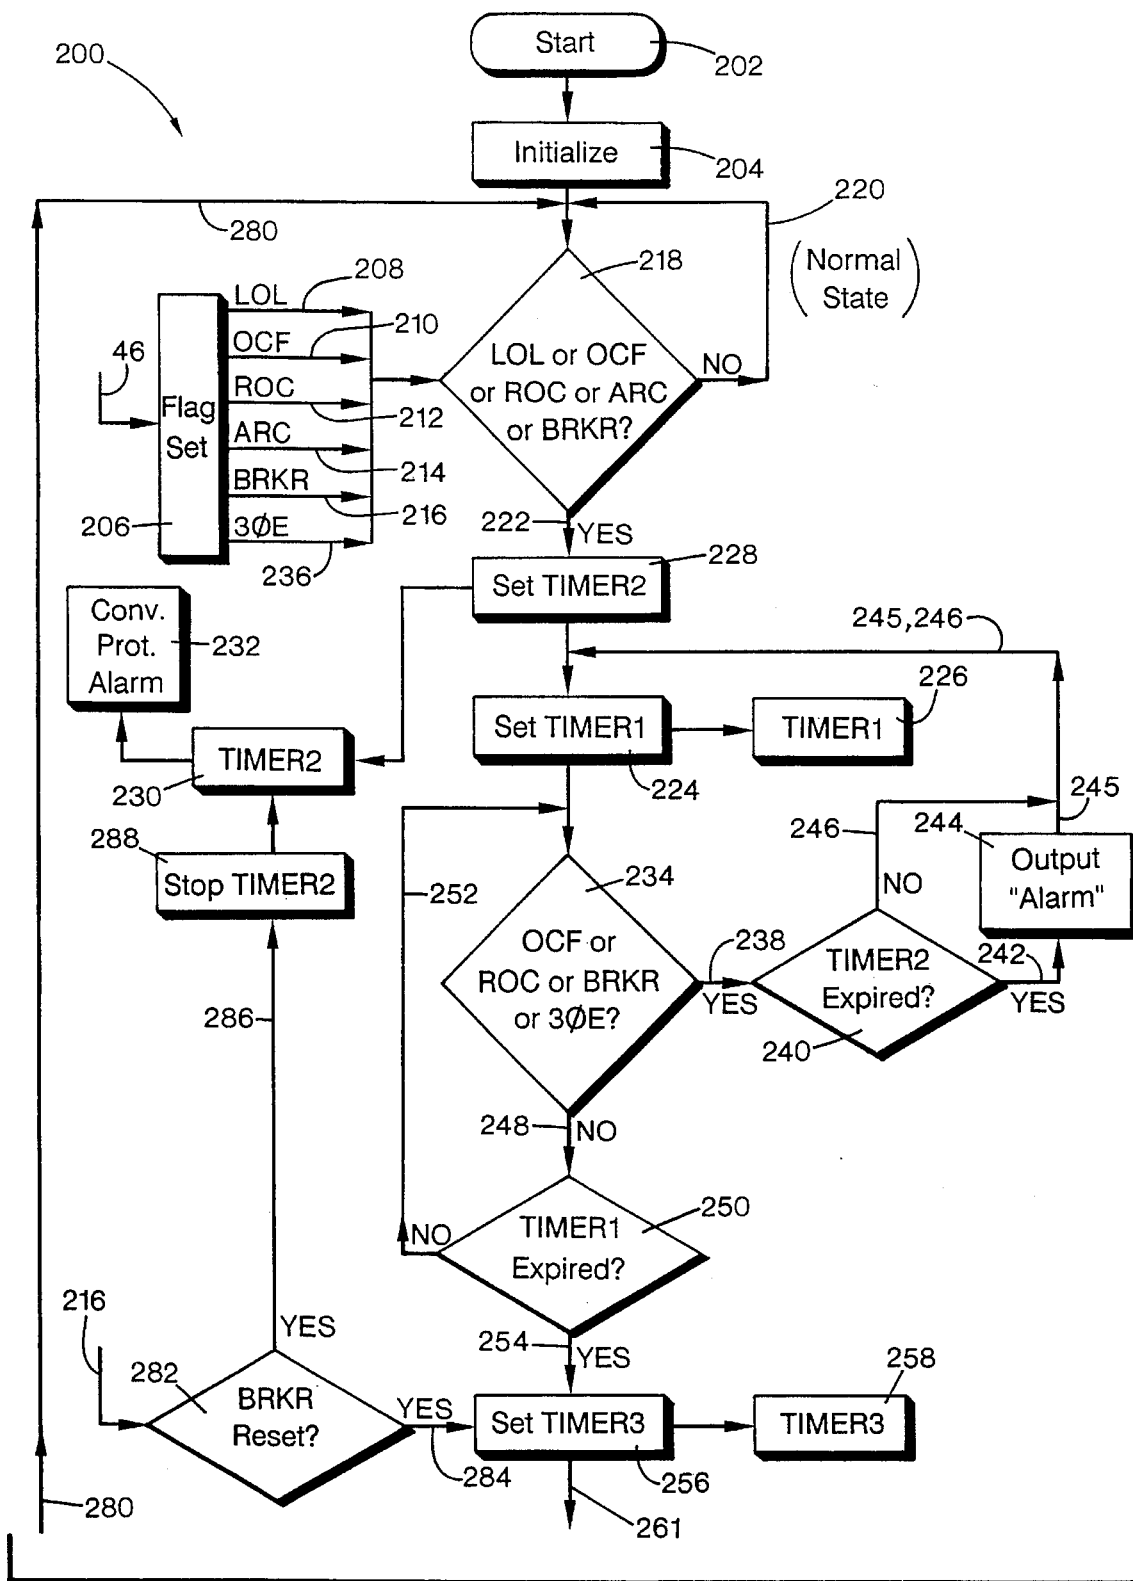 Start
202
200
Initialize
204
220
280
218
(Normal
State)
LOL
208
OCF
210
46
ROC
212
Flag
Set
ARC
214
BRKR
216
206
3ØE
236
LOL or OCF
or ROC or ARC
or BRKR?
NO
222
YES
Set TIMER2
228
Conv.
Prot.
Alarm
232
245,246
226
Set TIMER1
TIMER1
224
TIMER2
230
246
244
245
288
Stop TIMER2
252
234
NO
Output
"Alarm"
OCF or
ROC or BRKR
or 3ØE?
238
YES
TIMER2
Expired?
240
242
YES
286
248
NO
TIMER1
Expired?
250
NO
216
YES
254
YES
258
282
BRKR
Reset?
YES
284
Set TIMER3
TIMER3
256
280
261